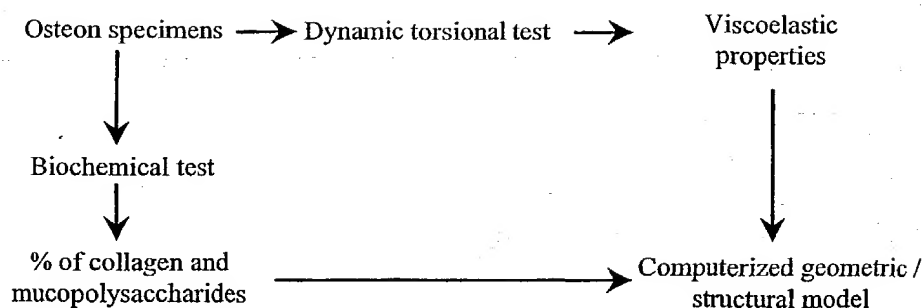 Osteon specimens
Dynamic torsional test
Viscoelastic
properties
Biochemical test
% of collagen and
mucopolysaccharides
Computerized geometric /
structural model